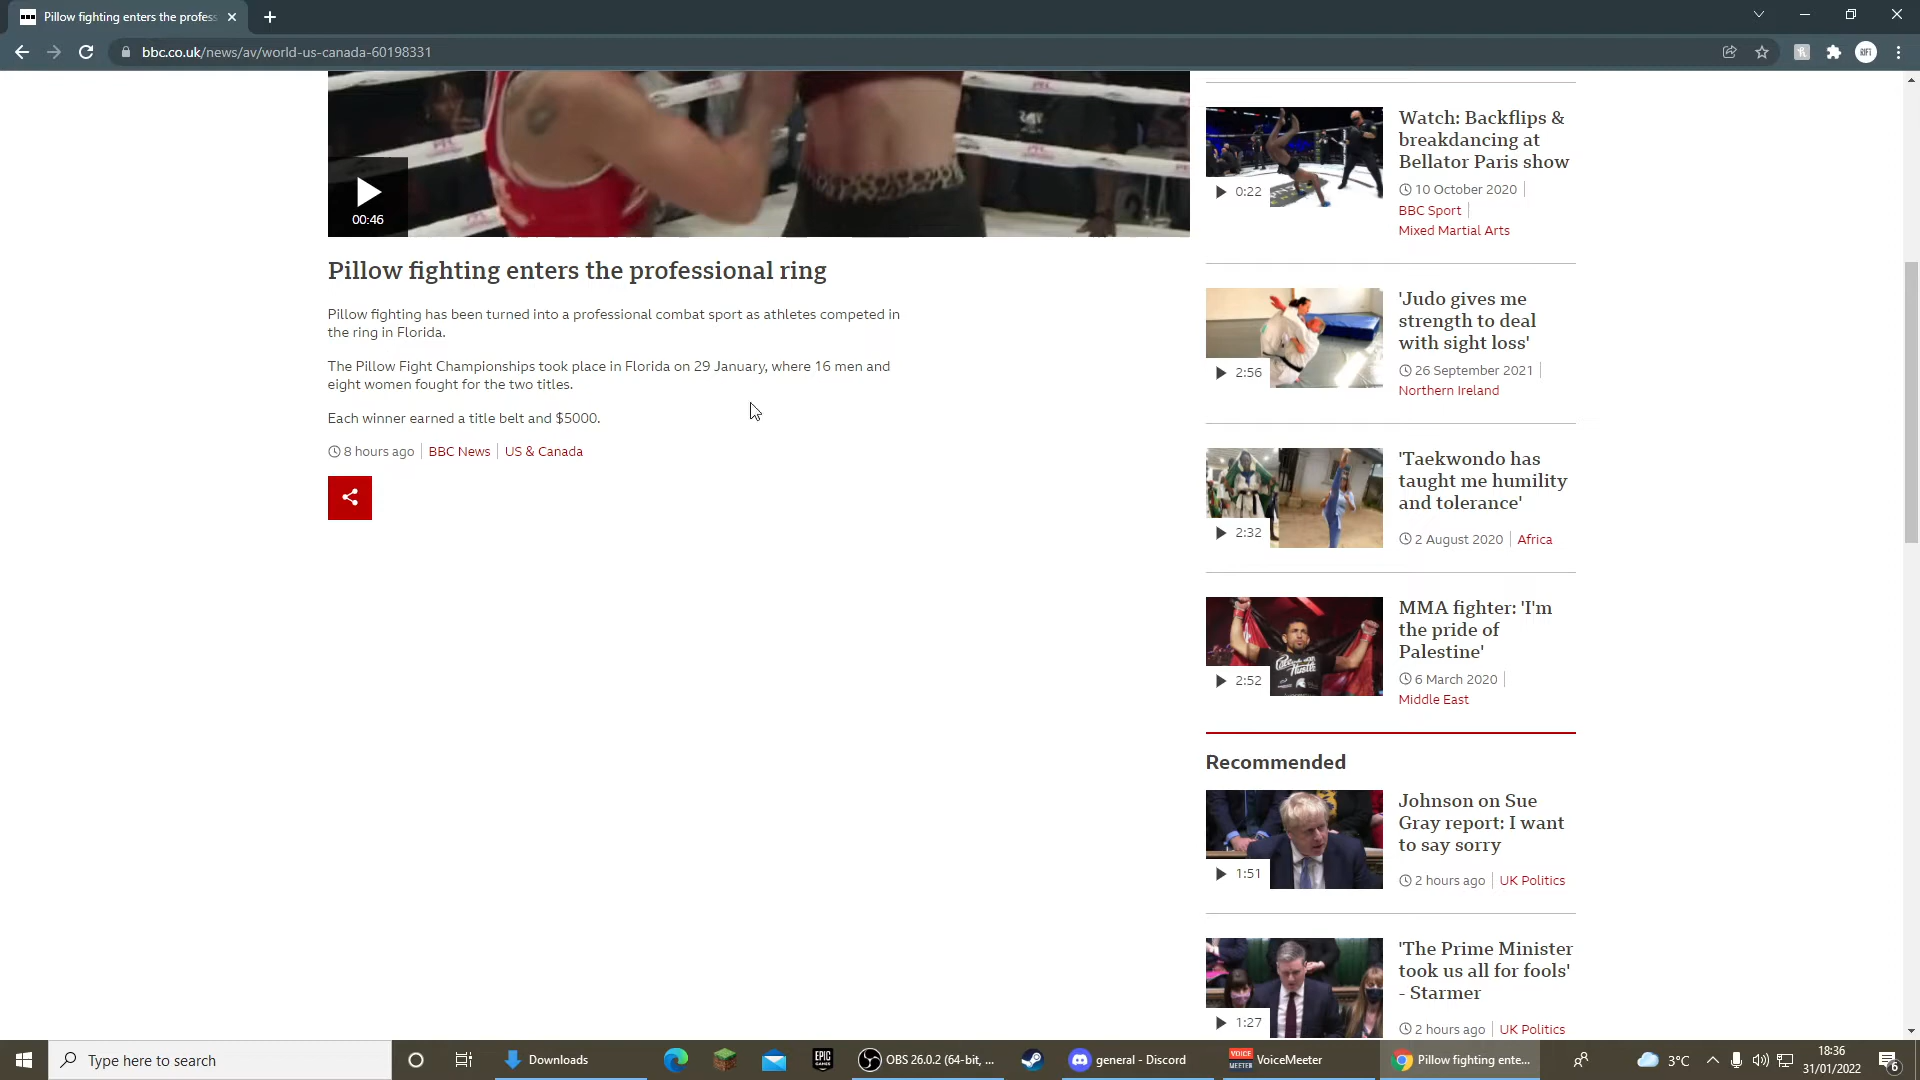 Pillow fighting enters the profess
bbc.co.uk/news/av/world-us-canada-60198331
00:46
Pillow fighting enters the professional ring
Pillow fighting has been turned into a professional combat sport as athletes competed in
the ring in Florida.
The Pillow Fight Championships took place in Florida on 29 January, where 16 men and
eight women fought for the two titles.
Each winner earned a title belt and $5000.
8 hours ago
BBC News
US & Canada
0:22
Watch: Backflips &
breakdancing at
Bellator Paris show
10 October 2020
BBC Sport
Mixed Martial Arts
2:56
'Judo gives me
strength to deal
with sight loss'
26 September 2021
Northern Ireland
2:32
'Taekwondo has
taught me humility
and tolerance'
2 August 2020
Africa
2:52
MMA fighter: 'I'm
the pride of
Palestine'
6 March 2020
Middle East
Recommended
1:51
Johnson on Sue
Gray report: I want
to say sorry
2 hours ago
UK Politics
1:27
'The Prime Minister
took us all for fools'
- Starmer
2 hours ago
UK Politics
Type here to search
Downloads
EPIC
GAMES
OBS 26.0.2 (64-bit, ...
general - Discord
VOICE
MEETER
VoiceMeeter
Pillow fighting ente...
3°C
18:36
31/01/2022
6